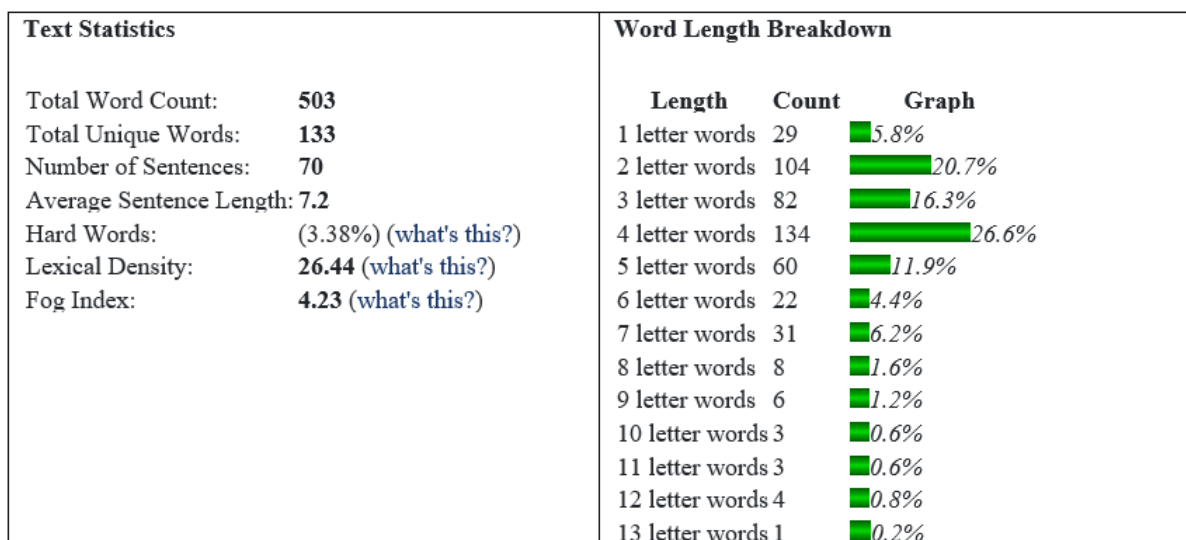 Text Statistics
Total Word Count: 503
Total Unique Words: 133
Number of Sentences: 70
Average Sentence Length: 7.2
Hard Words: (3.38%) (what's this?)
Lexical Density: 26.44 (what's this?)
Fog Index: 4.23 (what's this?)
Word Length Breakdown
Length Count Graph
1 letter words 29 5.8%
2 letter words 104 20.7%
3 letter words 82 16.3%
4 letter words 134 26.6%
5 letter words 60 11.9%
6 letter words 22 4.4%
7 letter words 31 6.2%
8 letter words 8 1.6%
9 letter words 6 1.2%
10 letter words 3 0.6%
11 letter words 3 0.6%
12 letter words 4 0.8%
13 letter words 1 0.2%